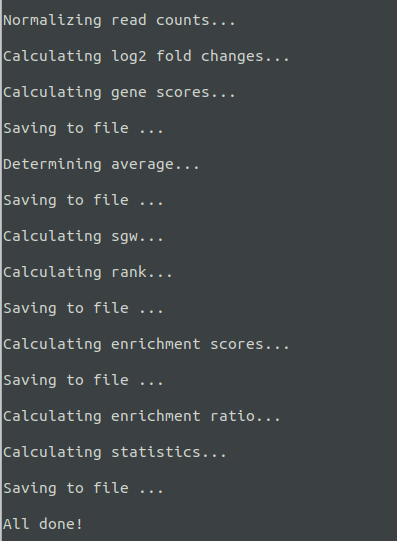 Normalizing read counts...
Calculating log2 fold changes...
Calculating gene scores...
Saving to file ...
Determining average...
Saving to file ...
Calculating sgw...
Calculating rank...
Saving to file ...
Calculating enrichment scores...
Saving to file ...
Calculating enrichment ratio...
Calculating statistics...
Saving to file ...
All done!